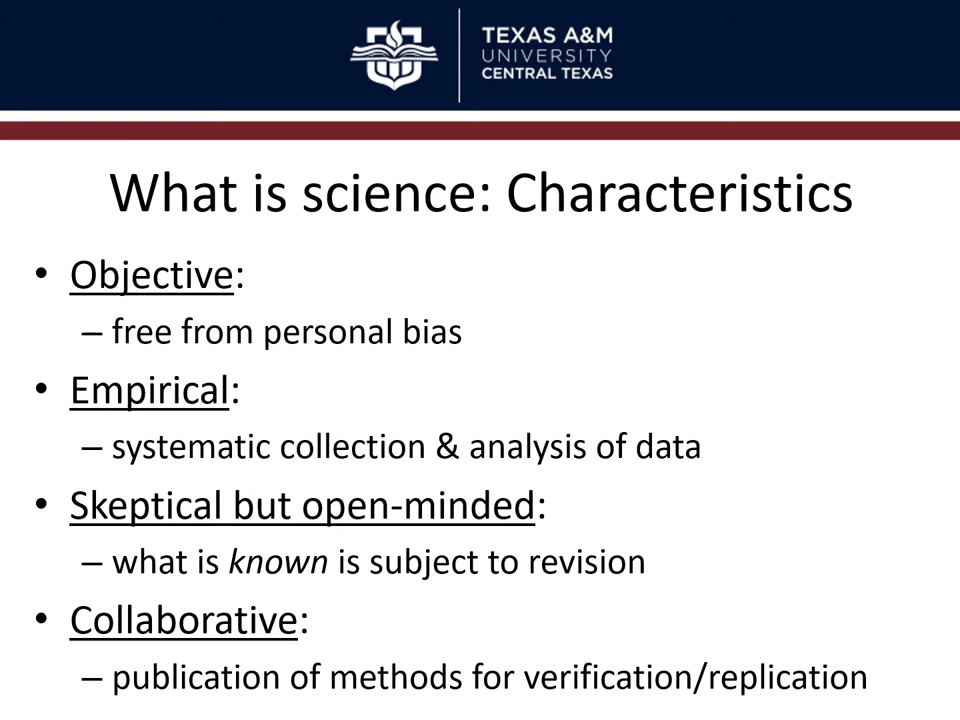 TEXAS A&M
UNIVERSITY
CENTRAL TEXAS
What is science: Characteristics
• Objective:
– free from personal bias
• Empirical:
– systematic collection & analysis of data
• Skeptical but open-minded:
– what is known is subject to revision
• Collaborative:
– publication of methods for verification/replication